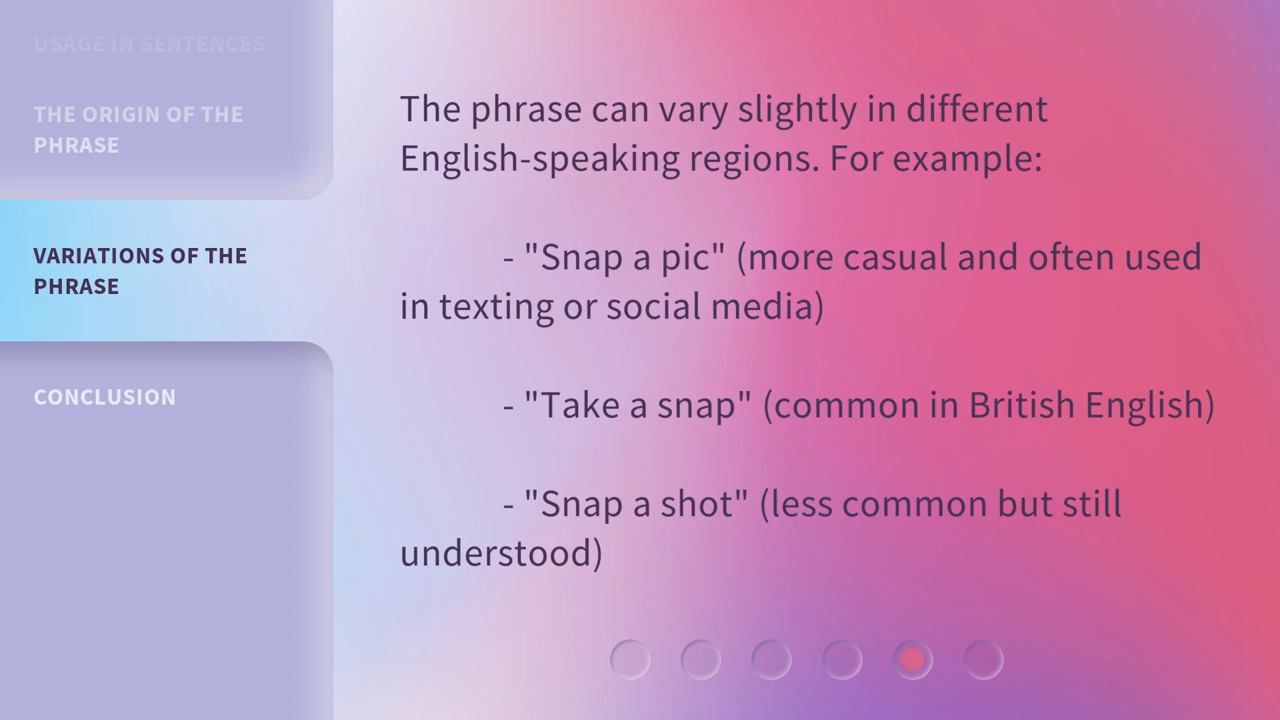 USAGE IN SENTENCES
THE ORIGIN OF THE
PHRASE
VARIATIONS OF THE
PHRASE
CONCLUSION
The phrase can vary slightly in different
English-speaking regions. For example:
- "Snap a pic" (more casual and often used
in texting or social media)
- "Take a snap" (common in British English)
- "Snap a shot" (less common but still
understood)